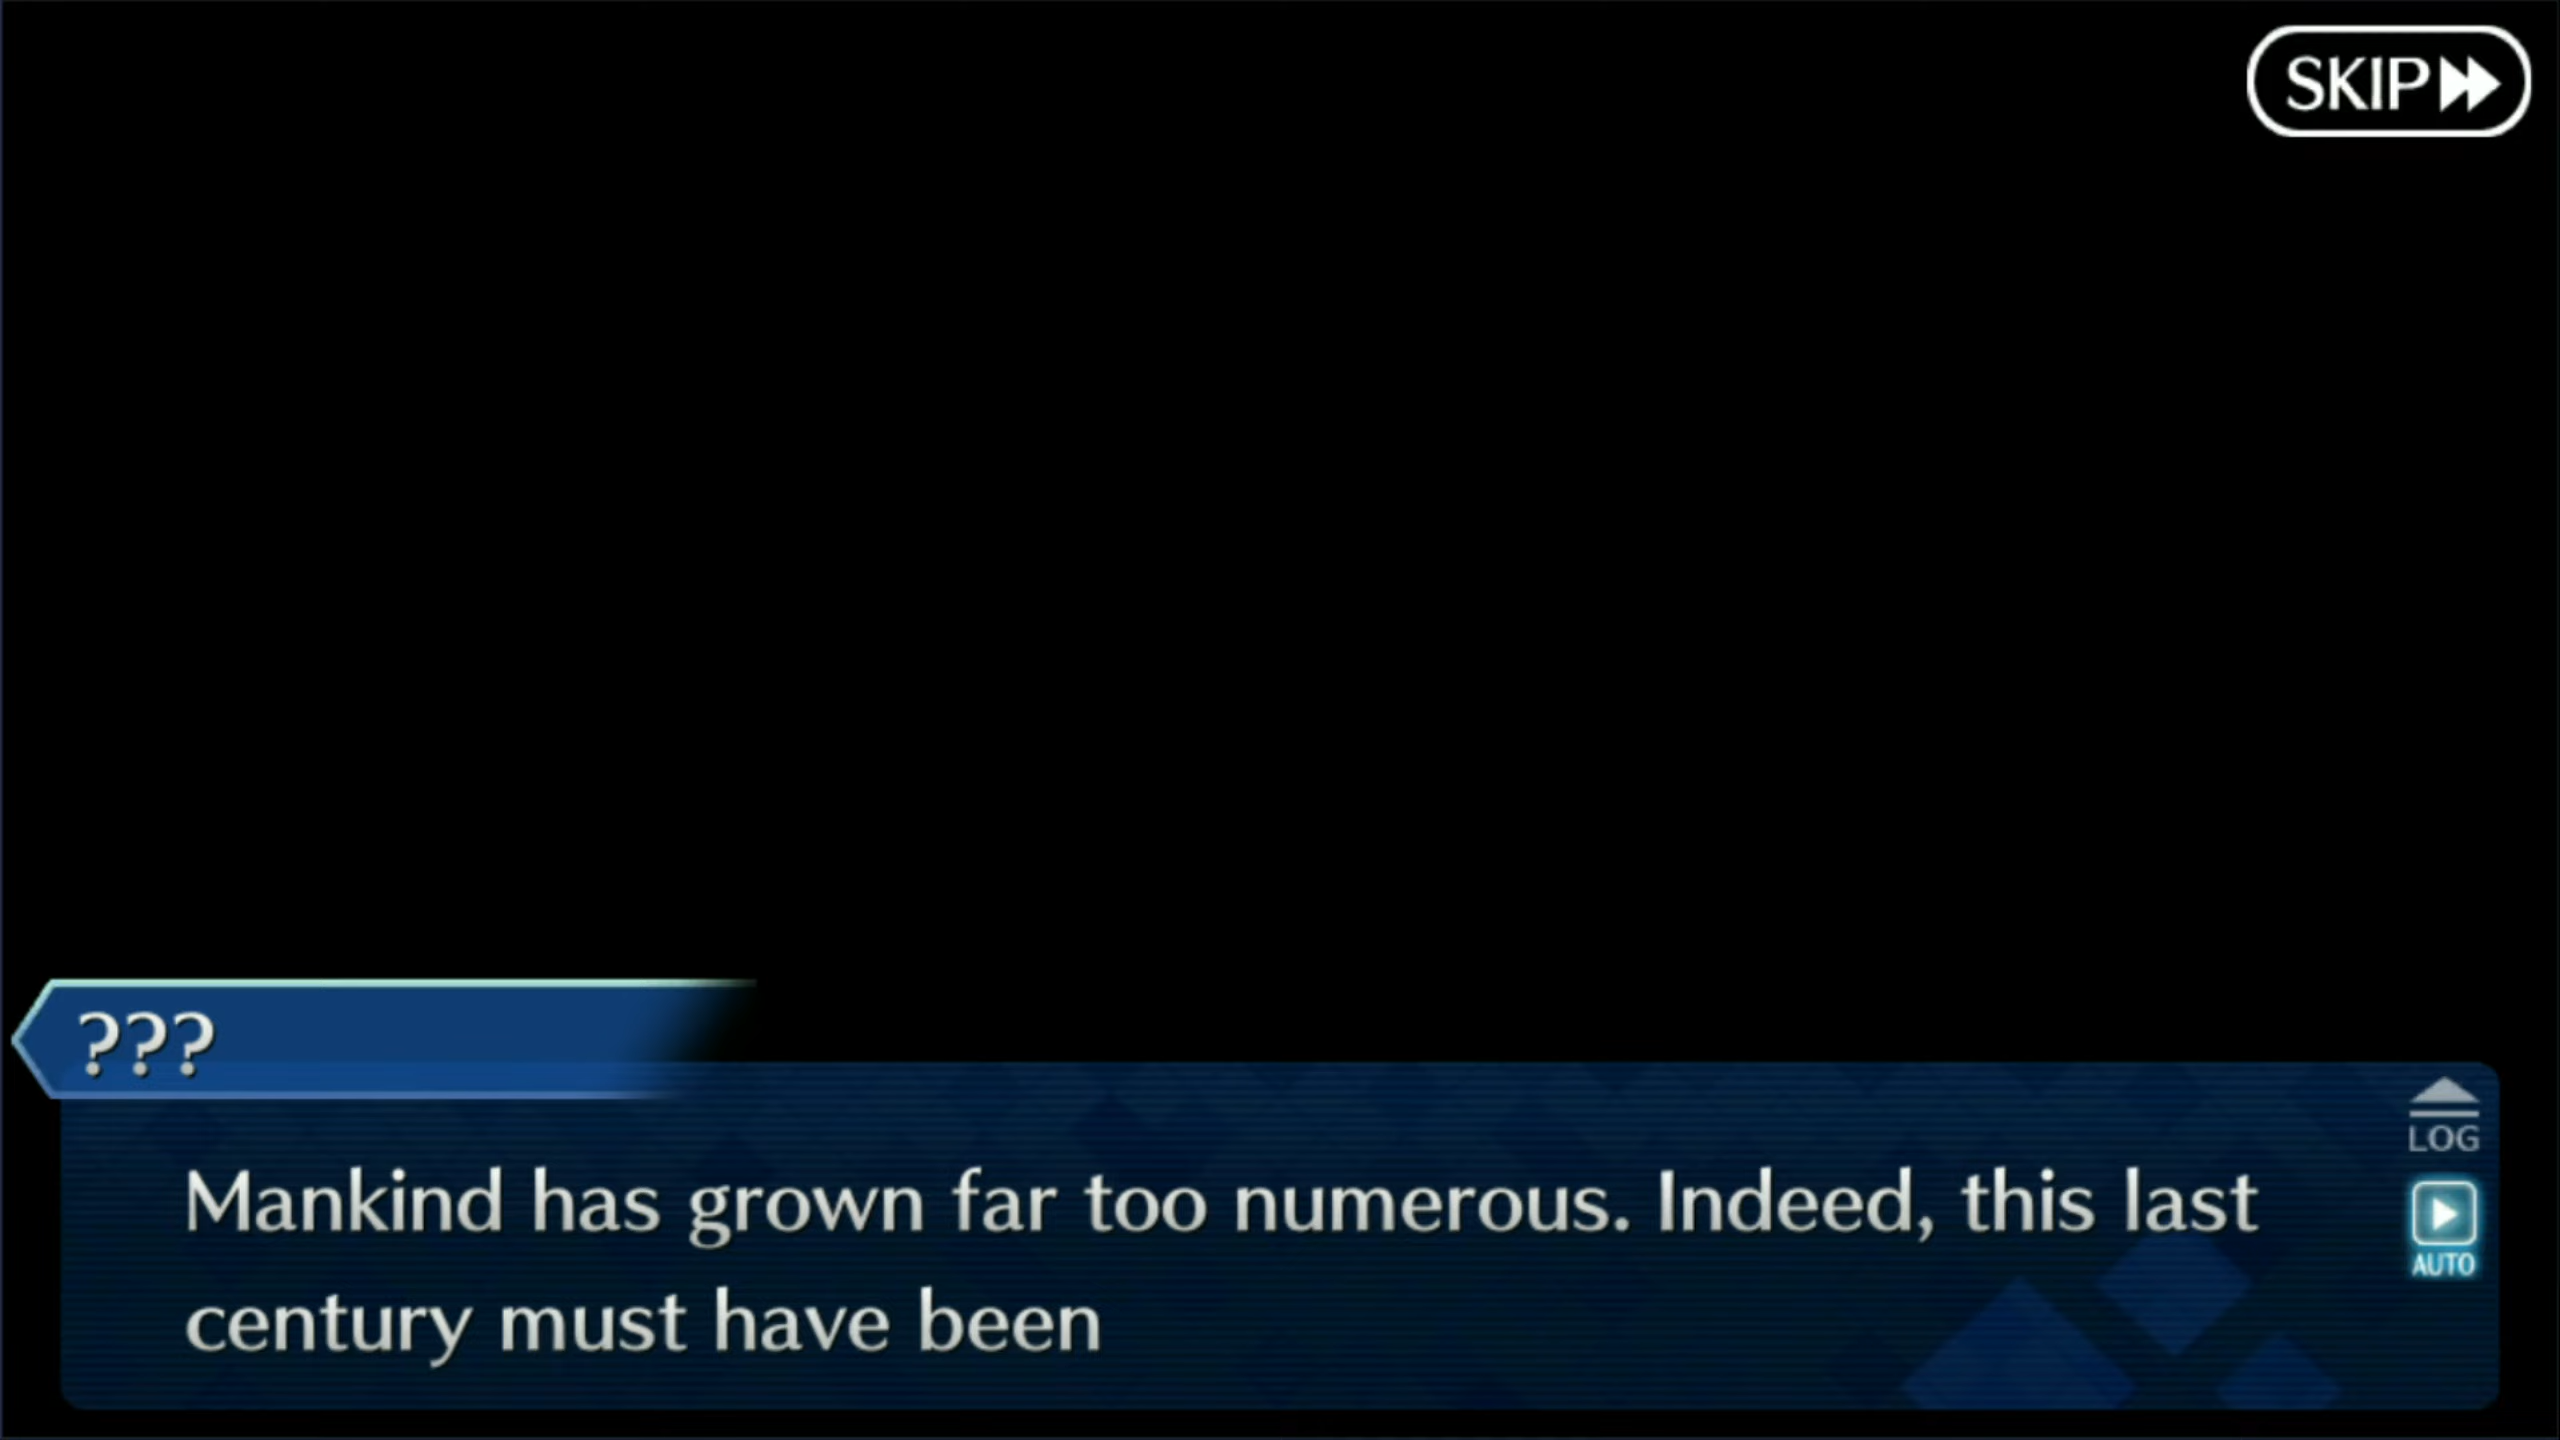 SKIP
???
LOG
Mankind has grown far too numerous. Indeed, this last
century must have been
AUTO